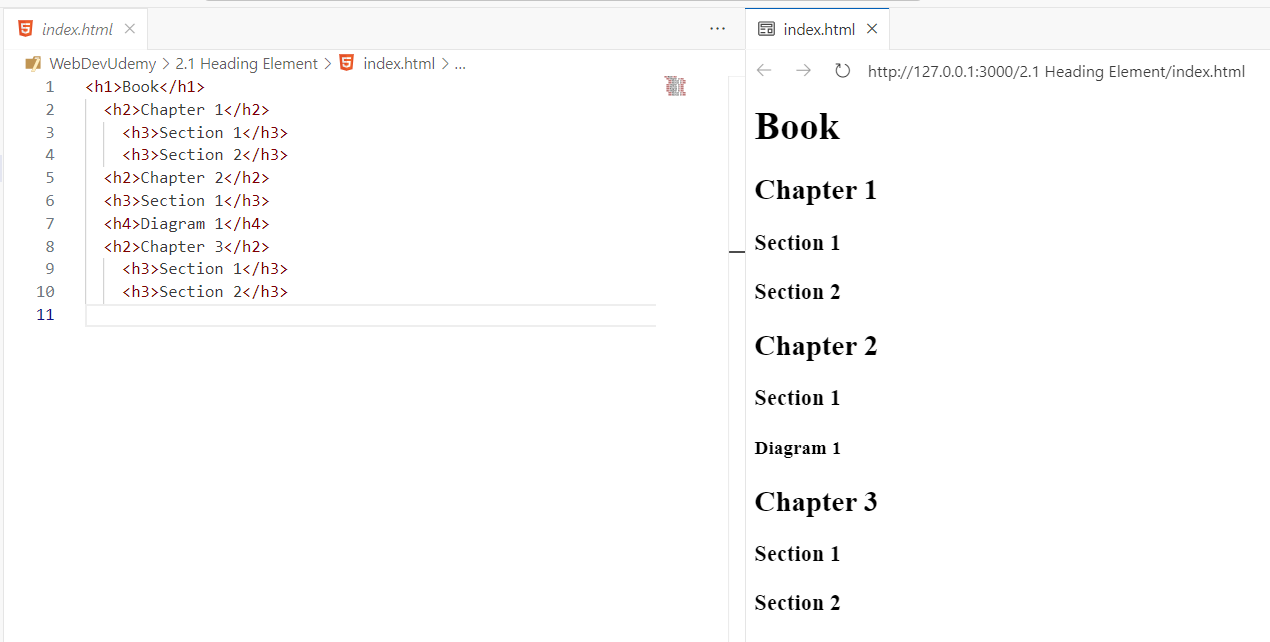 index.html
WebDevUdemy > 2.1 Heading Element > index.html > ...
1 <h1>Book</h1>
2 <h2>Chapter 1</h2>
3 <h3>Section 1</h3>
4 <h3>Section 2</h3>
5 <h2>Chapter 2</h2>
6 <h3>Section 1</h3>
7 <h4>Diagram 1</h4>
8 <h2>Chapter 3</h2>
9 <h3>Section 1</h3>
10 <h3>Section 2</h3>
11
index.html
http://127.0.0.1:3000/2.1 Heading Element/index.html
Book
Chapter 1
Section 1
Section 2
Chapter 2
Section 1
Diagram 1
Chapter 3
Section 1
Section 2